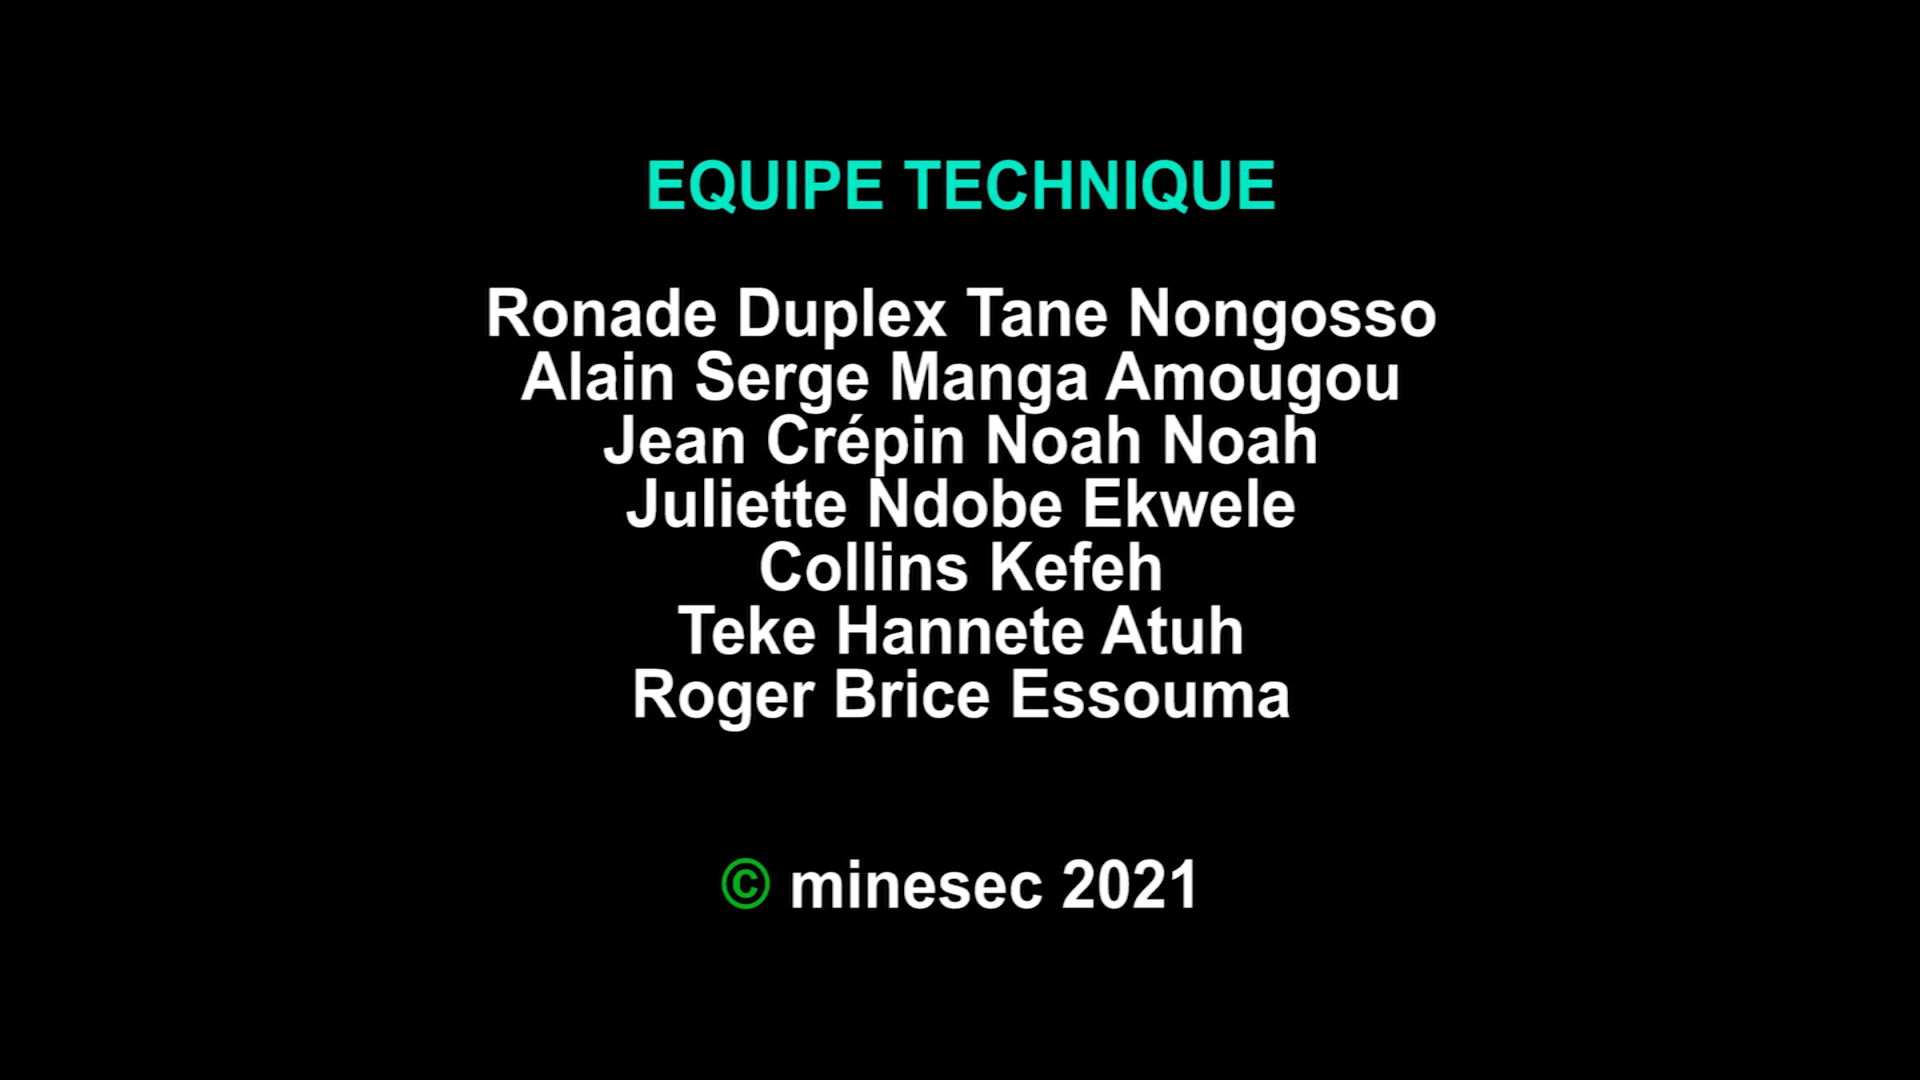 EQUIPE TECHNIQUE
Ronade Duplex Tane Nongosso
Alain Serge Manga Amougou
Jean Crépin Noah Noah
Juliette Ndobe Ekwele
Collins Kefeh
Teke Hannete Atuh
Roger Brice Essouma
© minesec 2021